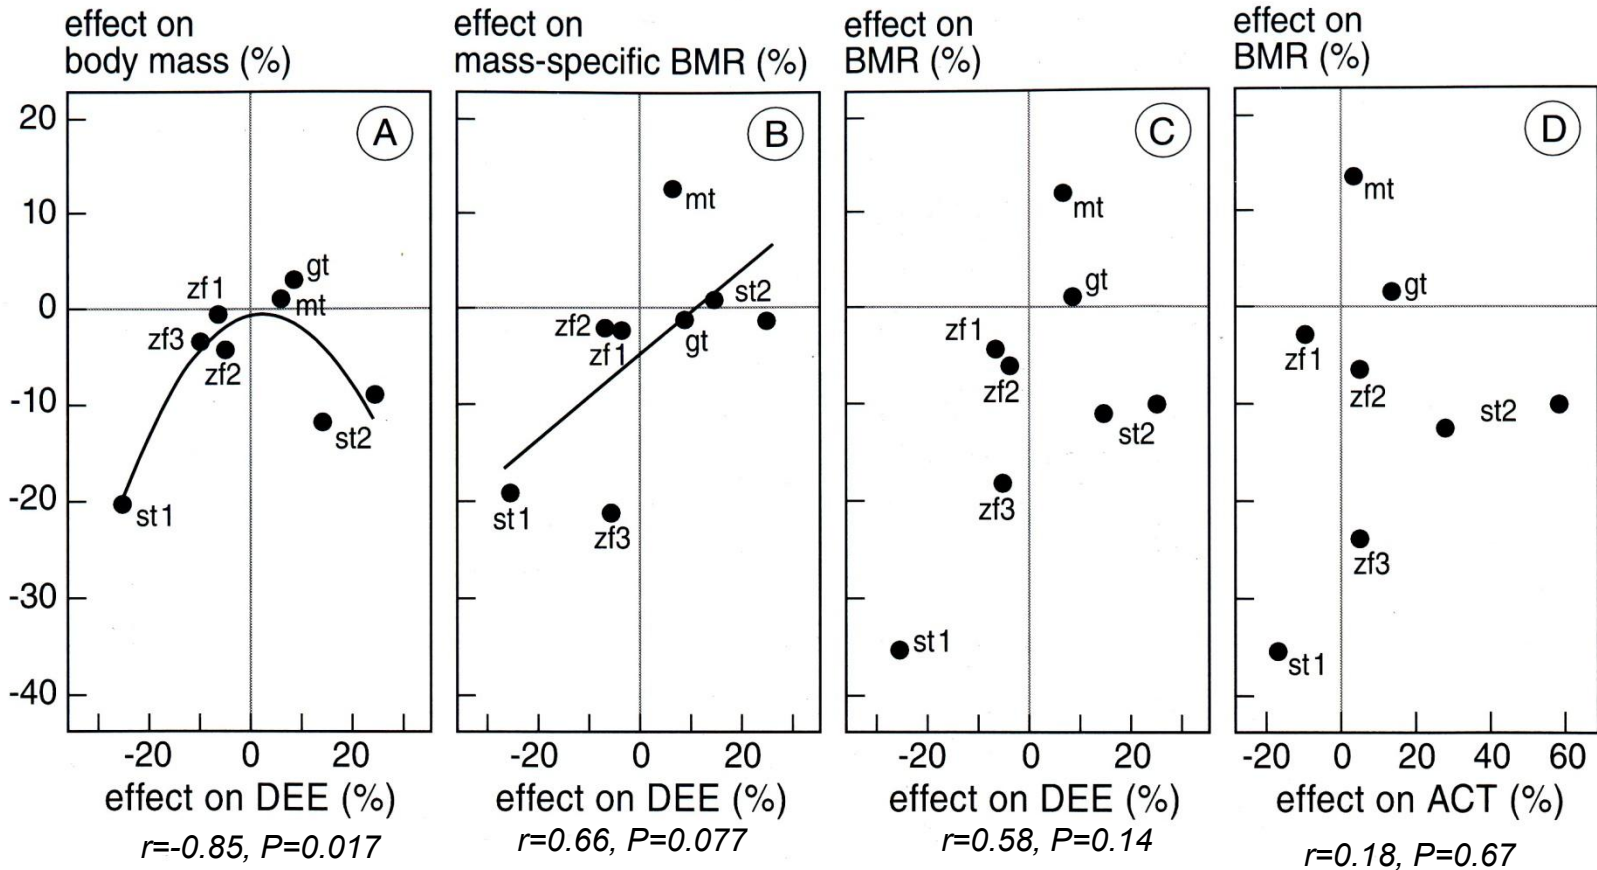 effect on
body mass (%)
A
20
10
0
-10
-20
-30
-40
zf1
gt
mt
zf3
zf2
st2
st1
-20 0 20
effect on DEE (%)
r=-0.85, P=0.017
effect on
mass-specific BMR (%)
B
mt
zf2
zf1
st2
gt
st1
zf3
-20 0 20
effect on DEE (%)
r=0.66, P=0.077
effect on
BMR (%)
C
mt
gt
zf1
zf2
st2
zf3
st1
-20 0 20
effect on DEE (%)
r=0.58, P=0.14
effect on
BMR (%)
D
mt
gt
zf1
zf2
st2
zf3
st1
-20 0 20 40 60
effect on ACT (%)
r=0.18, P=0.67